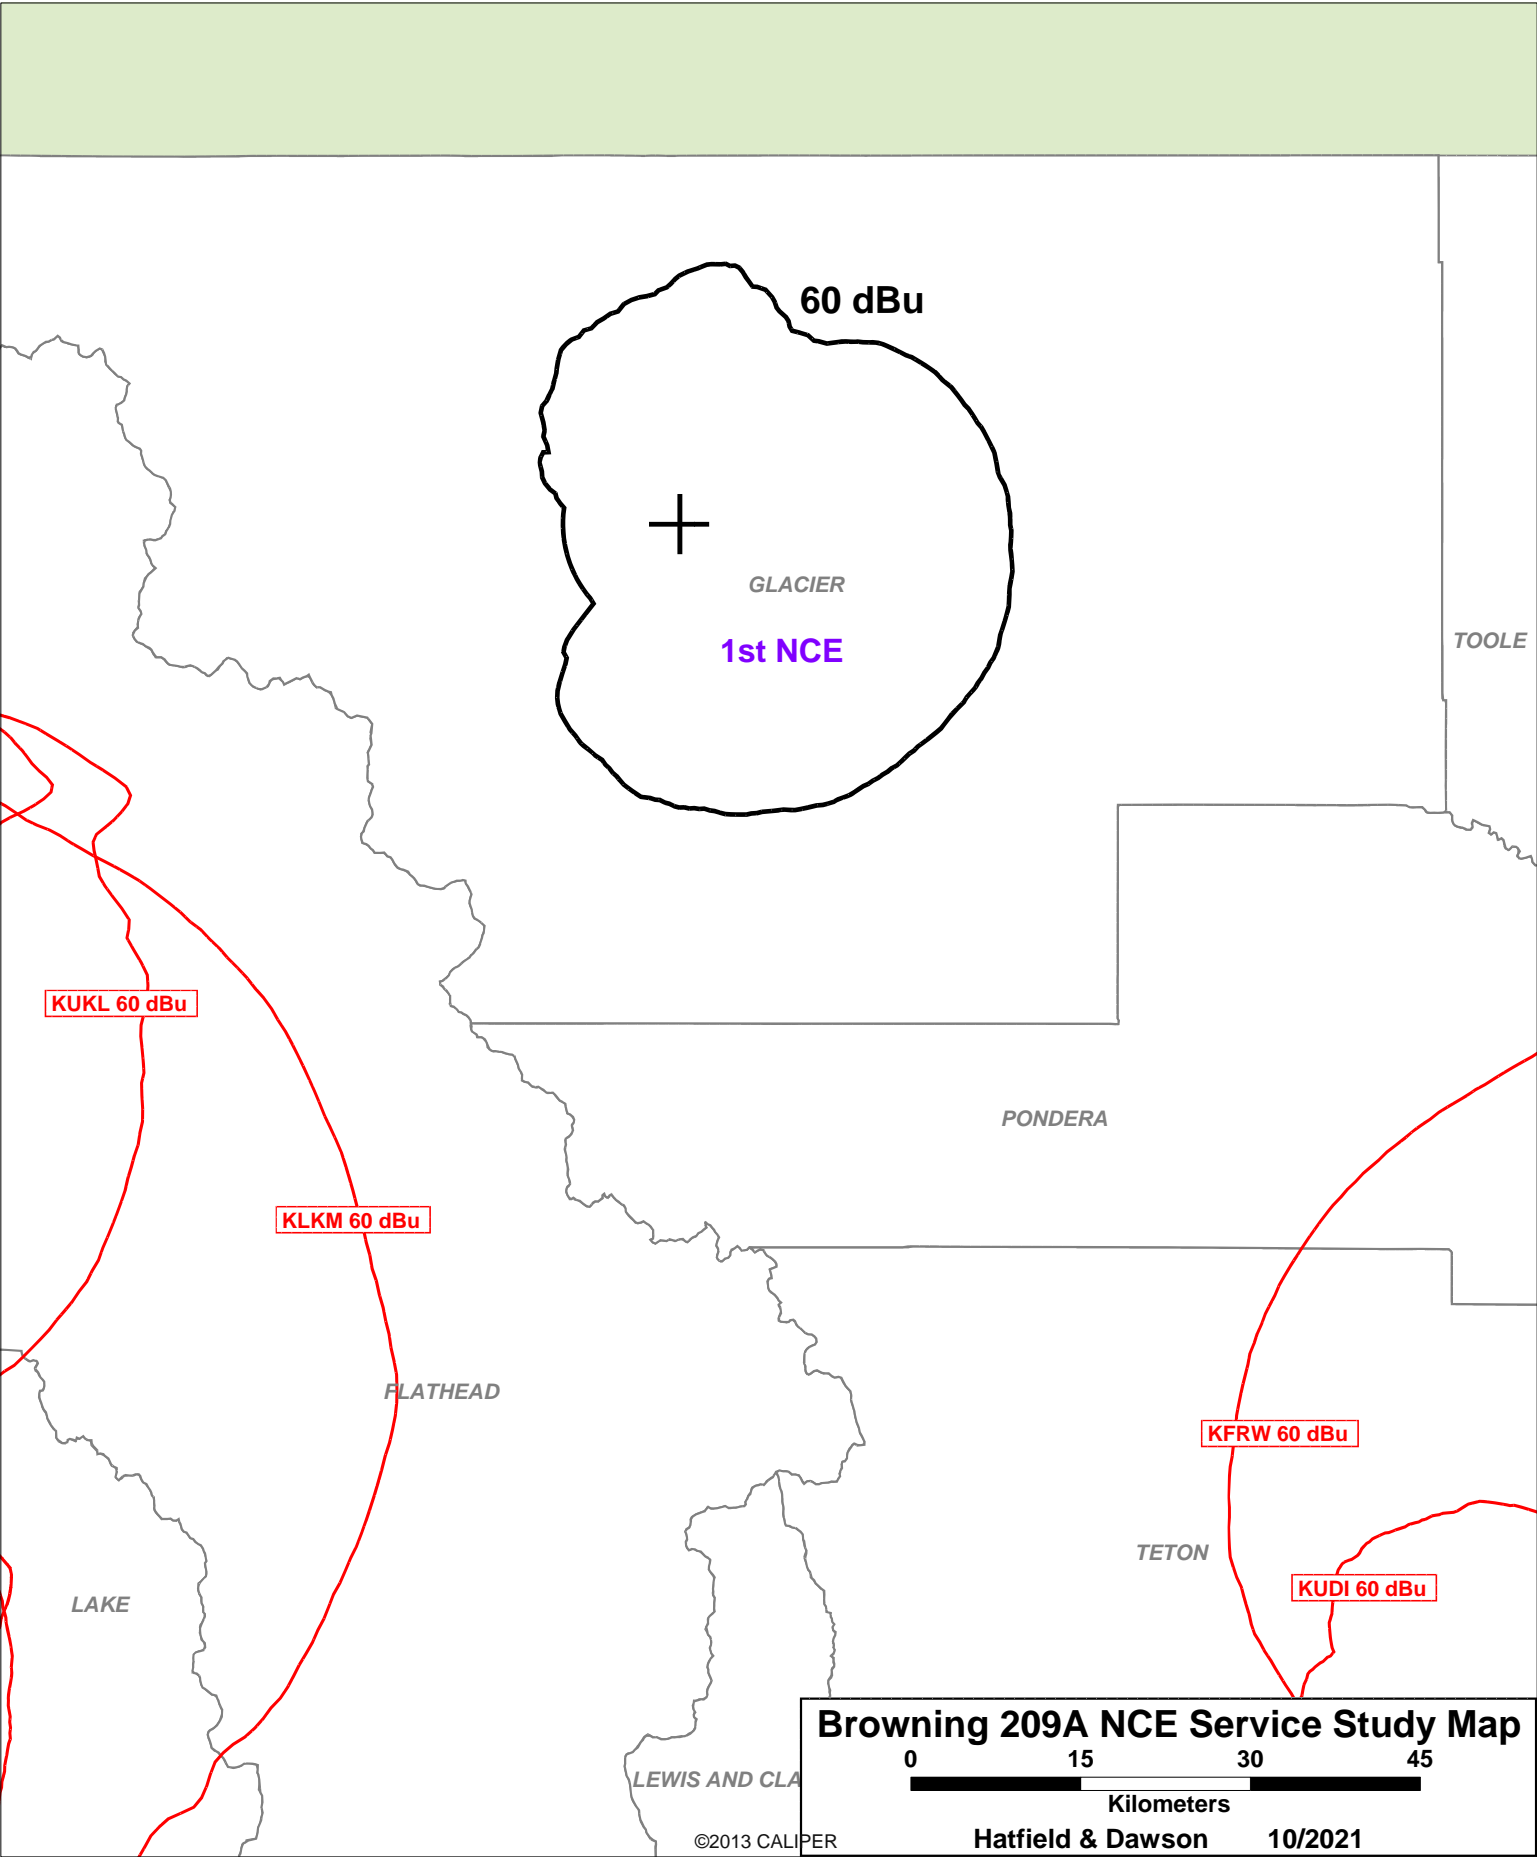 60 dBu
GLACIER
TOOLE
1st NCE
KUKL 60 dBu
PONDERA
KLKM 60 dBu
FLATHEAD
KFRW 60 dBu
TETON
KUDI 60 dBu
LAKE
Browning 209A NCE Service Study Map
0 15 30 45
LEWIS AND CLA
Kilometers
©2013 CALIPER
Hatfield & Dawson 10/2021